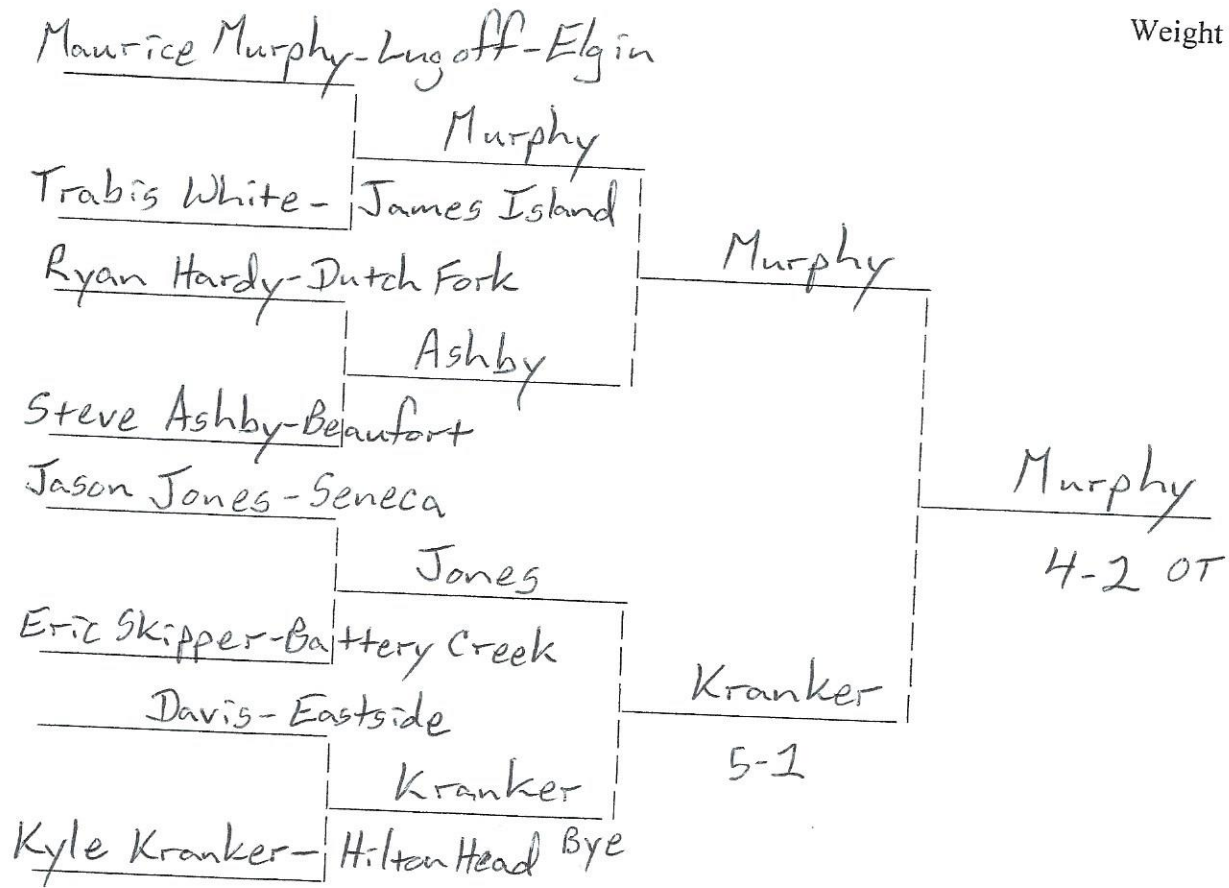 Weight
Maurice Murphy-Lugoff-Elgin
Murphy
Trabis White- James Island
Murphy
Ryan Hardy-Dutch Fork
Ashby
Steve Ashby-Beaufort
Jason Jones-Seneca
Murphy
4-2 OT
Jones
Eric Skipper-Battery Creek
Kranker
Davis-Eastside
5-1
Kranker
Kyle Kranker-Hilton Head Bye